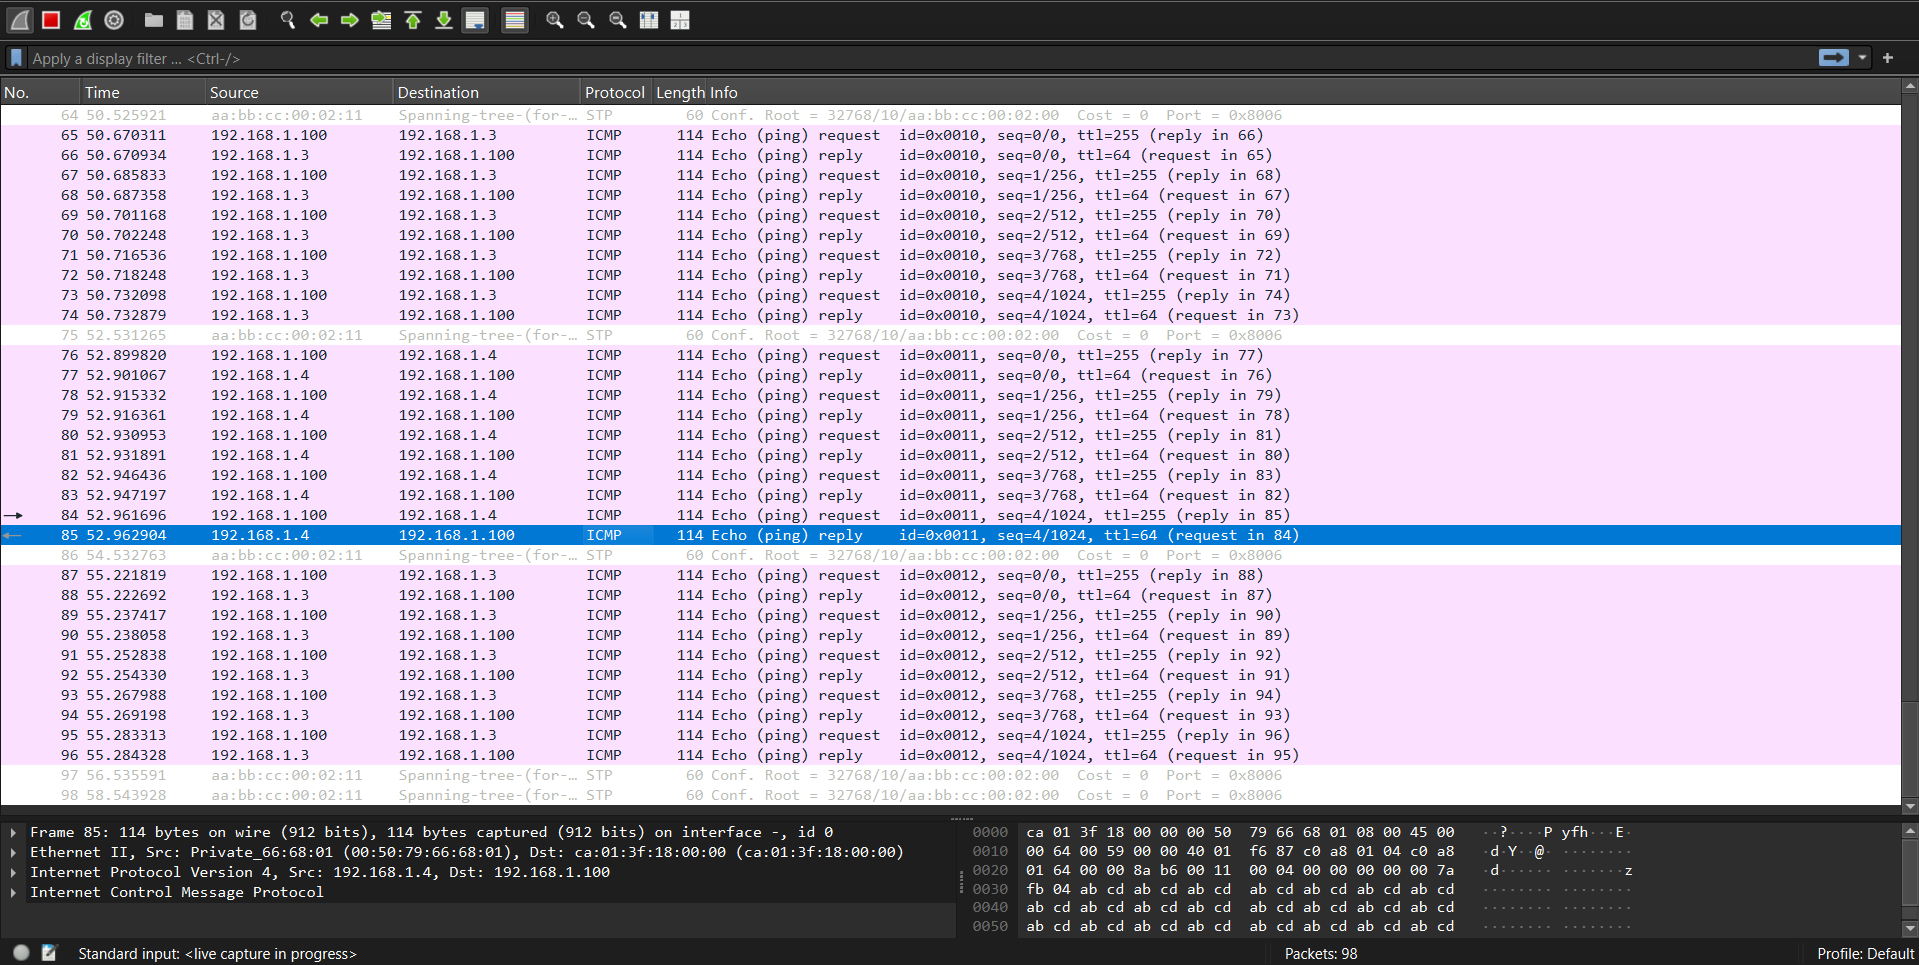 Apply a display filter ... <Ctrl-/>
No. Time Source Destination Protocol Length Info
64 50.525921 aa:bb:cc:00:02:11 Spanning-tree-(for-… STP 60 Conf. Root = 32768/10/aa:bb:cc:00:02:00 Cost = 0 Port = 0x8006
65 50.670311 192.168.1.100 192.168.1.3 ICMP 114 Echo (ping) request id=0x0010, seq=0/0, ttl=255 (reply in 66)
66 50.670934 192.168.1.3 192.168.1.100 ICMP 114 Echo (ping) reply id=0x0010, seq=0/0, ttl=64 (request in 65)
67 50.685833 192.168.1.100 192.168.1.3 ICMP 114 Echo (ping) request id=0x0010, seq=1/256, ttl=255 (reply in 68)
68 50.687358 192.168.1.3 192.168.1.100 ICMP 114 Echo (ping) reply id=0x0010, seq=1/256, ttl=64 (request in 67)
69 50.701168 192.168.1.100 192.168.1.3 ICMP 114 Echo (ping) request id=0x0010, seq=2/512, ttl=255 (reply in 70)
70 50.702248 192.168.1.3 192.168.1.100 ICMP 114 Echo (ping) reply id=0x0010, seq=2/512, ttl=64 (request in 69)
71 50.716536 192.168.1.100 192.168.1.3 ICMP 114 Echo (ping) request id=0x0010, seq=3/768, ttl=255 (reply in 72)
72 50.718248 192.168.1.3 192.168.1.100 ICMP 114 Echo (ping) reply id=0x0010, seq=3/768, ttl=64 (request in 71)
73 50.732098 192.168.1.100 192.168.1.3 ICMP 114 Echo (ping) request id=0x0010, seq=4/1024, ttl=255 (reply in 74)
74 50.732879 192.168.1.3 192.168.1.100 ICMP 114 Echo (ping) reply id=0x0010, seq=4/1024, ttl=64 (request in 73)
75 52.531265 aa:bb:cc:00:02:11 Spanning-tree-(for-… STP 60 Conf. Root = 32768/10/aa:bb:cc:00:02:00 Cost = 0 Port = 0x8006
76 52.899820 192.168.1.100 192.168.1.4 ICMP 114 Echo (ping) request id=0x0011, seq=0/0, ttl=255 (reply in 77)
77 52.901067 192.168.1.4 192.168.1.100 ICMP 114 Echo (ping) reply id=0x0011, seq=0/0, ttl=64 (request in 76)
78 52.915332 192.168.1.100 192.168.1.4 ICMP 114 Echo (ping) request id=0x0011, seq=1/256, ttl=255 (reply in 79)
79 52.916361 192.168.1.4 192.168.1.100 ICMP 114 Echo (ping) reply id=0x0011, seq=1/256, ttl=64 (request in 78)
80 52.930953 192.168.1.100 192.168.1.4 ICMP 114 Echo (ping) request id=0x0011, seq=2/512, ttl=255 (reply in 81)
81 52.931891 192.168.1.4 192.168.1.100 ICMP 114 Echo (ping) reply id=0x0011, seq=2/512, ttl=64 (request in 80)
82 52.946436 192.168.1.100 192.168.1.4 ICMP 114 Echo (ping) request id=0x0011, seq=3/768, ttl=255 (reply in 83)
83 52.947197 192.168.1.4 192.168.1.100 ICMP 114 Echo (ping) reply id=0x0011, seq=3/768, ttl=64 (request in 82)
84 52.961696 192.168.1.100 192.168.1.4 ICMP 114 Echo (ping) request id=0x0011, seq=4/1024, ttl=255 (reply in 85)
85 52.962904 192.168.1.4 192.168.1.100 ICMP 114 Echo (ping) reply id=0x0011, seq=4/1024, ttl=64 (request in 84)
86 54.532763 aa:bb:cc:00:02:11 Spanning-tree-(for-… STP 60 Conf. Root = 32768/10/aa:bb:cc:00:02:00 Cost = 0 Port = 0x8006
87 55.221819 192.168.1.100 192.168.1.3 ICMP 114 Echo (ping) request id=0x0012, seq=0/0, ttl=255 (reply in 88)
88 55.222692 192.168.1.3 192.168.1.100 ICMP 114 Echo (ping) reply id=0x0012, seq=0/0, ttl=64 (request in 87)
89 55.237417 192.168.1.100 192.168.1.3 ICMP 114 Echo (ping) request id=0x0012, seq=1/256, ttl=255 (reply in 90)
90 55.238058 192.168.1.3 192.168.1.100 ICMP 114 Echo (ping) reply id=0x0012, seq=1/256, ttl=64 (request in 89)
91 55.252838 192.168.1.100 192.168.1.3 ICMP 114 Echo (ping) request id=0x0012, seq=2/512, ttl=255 (reply in 92)
92 55.254330 192.168.1.3 192.168.1.100 ICMP 114 Echo (ping) reply id=0x0012, seq=2/512, ttl=64 (request in 91)
93 55.267988 192.168.1.100 192.168.1.3 ICMP 114 Echo (ping) request id=0x0012, seq=3/768, ttl=255 (reply in 94)
94 55.269198 192.168.1.3 192.168.1.100 ICMP 114 Echo (ping) reply id=0x0012, seq=3/768, ttl=64 (request in 93)
95 55.283313 192.168.1.100 192.168.1.3 ICMP 114 Echo (ping) request id=0x0012, seq=4/1024, ttl=255 (reply in 96)
96 55.284328 192.168.1.3 192.168.1.100 ICMP 114 Echo (ping) reply id=0x0012, seq=4/1024, ttl=64 (request in 95)
97 56.535591 aa:bb:cc:00:02:11 Spanning-tree-(for-… STP 60 Conf. Root = 32768/10/aa:bb:cc:00:02:00 Cost = 0 Port = 0x8006
98 58.543928 aa:bb:cc:00:02:11 Spanning-tree-(for-… STP 60 Conf. Root = 32768/10/aa:bb:cc:00:02:00 Cost = 0 Port = 0x8006
Frame 85: 114 bytes on wire (912 bits), 114 bytes captured (912 bits) on interface -, id 0
Ethernet II, Src: Private_66:68:01 (00:50:79:66:68:01), Dst: ca:01:3f:18:00:00 (ca:01:3f:18:00:00)
Internet Protocol Version 4, Src: 192.168.1.4, Dst: 192.168.1.100
Internet Control Message Protocol
0000 ca 01 3f 18 00 00 00 50 79 66 68 01 08 00 45 00 ··?····P yfh···E·
0010 00 64 00 59 00 00 40 01 f6 87 c0 a8 01 04 c0 a8 ·d·Y··@· ········
0020 01 64 00 00 8a b6 00 11 00 04 00 00 00 00 00 7a ·d······ ·······z
0030 fb 04 ab cd ab cd ab cd ab cd ab cd ab cd ab cd ········ ········
0040 ab cd ab cd ab cd ab cd ab cd ab cd ab cd ab cd ········ ········
0050 ab cd ab cd ab cd ab cd ab cd ab cd ab cd ab cd ········ ········
Standard input: <live capture in progress> Packets: 98 Profile: Default